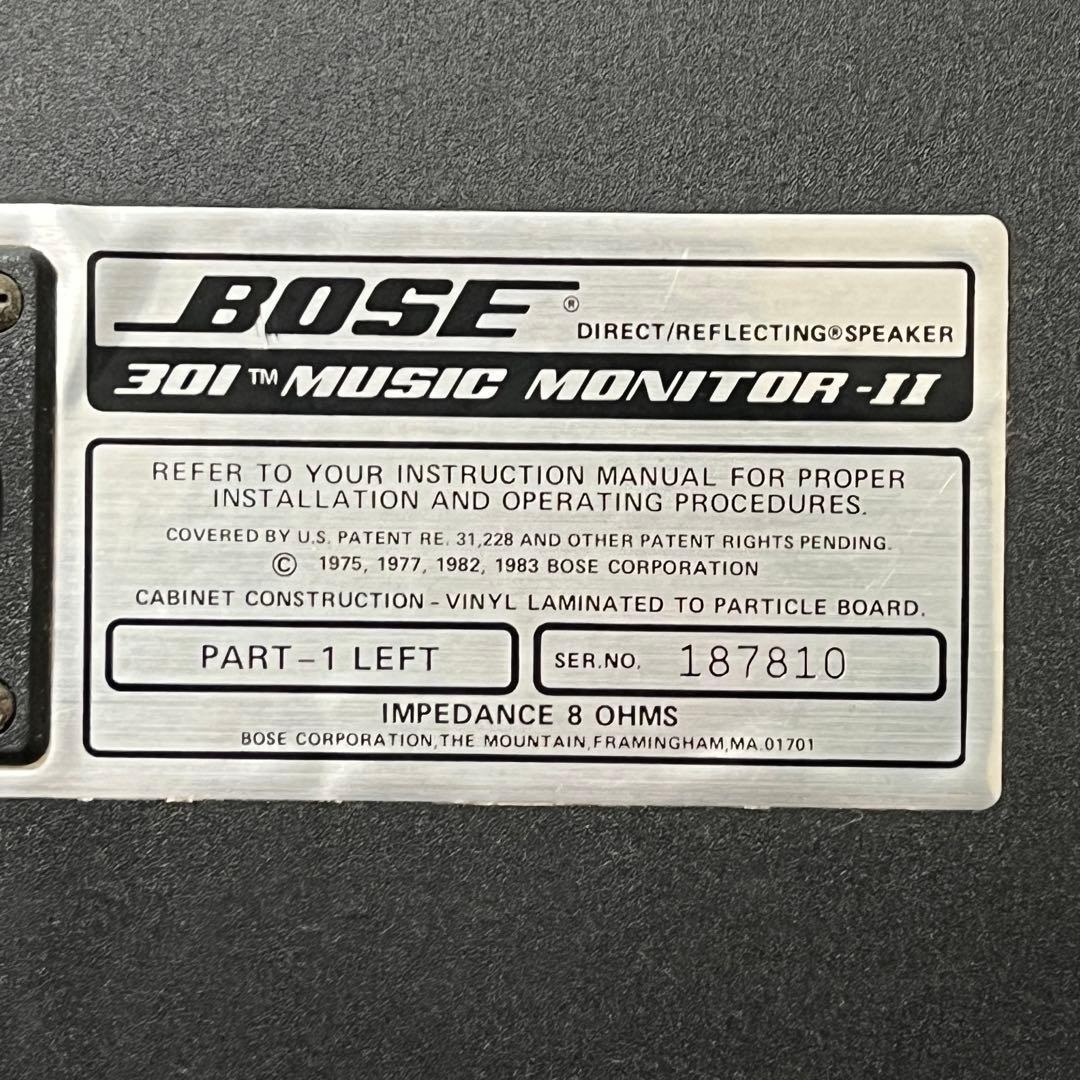 BOSE®
DIRECT/REFLECTING®SPEAKER
301™ MUSIC MONITOR-II
REFER TO YOUR INSTRUCTION MANUAL FOR PROPER
INSTALLATION AND OPERATING PROCEDURES.
COVERED BY U.S. PATENT RE. 31,228 AND OTHER PATENT RIGHTS PENDING.
© 1975, 1977, 1982, 1983 BOSE CORPORATION
CABINET CONSTRUCTION - VINYL LAMINATED TO PARTICLE BOARD.
PART-1 LEFT
SER.NO. 187810
IMPEDANCE 8 OHMS
BOSE CORPORATION,THE MOUNTAIN,FRAMINGHAM,MA.01701